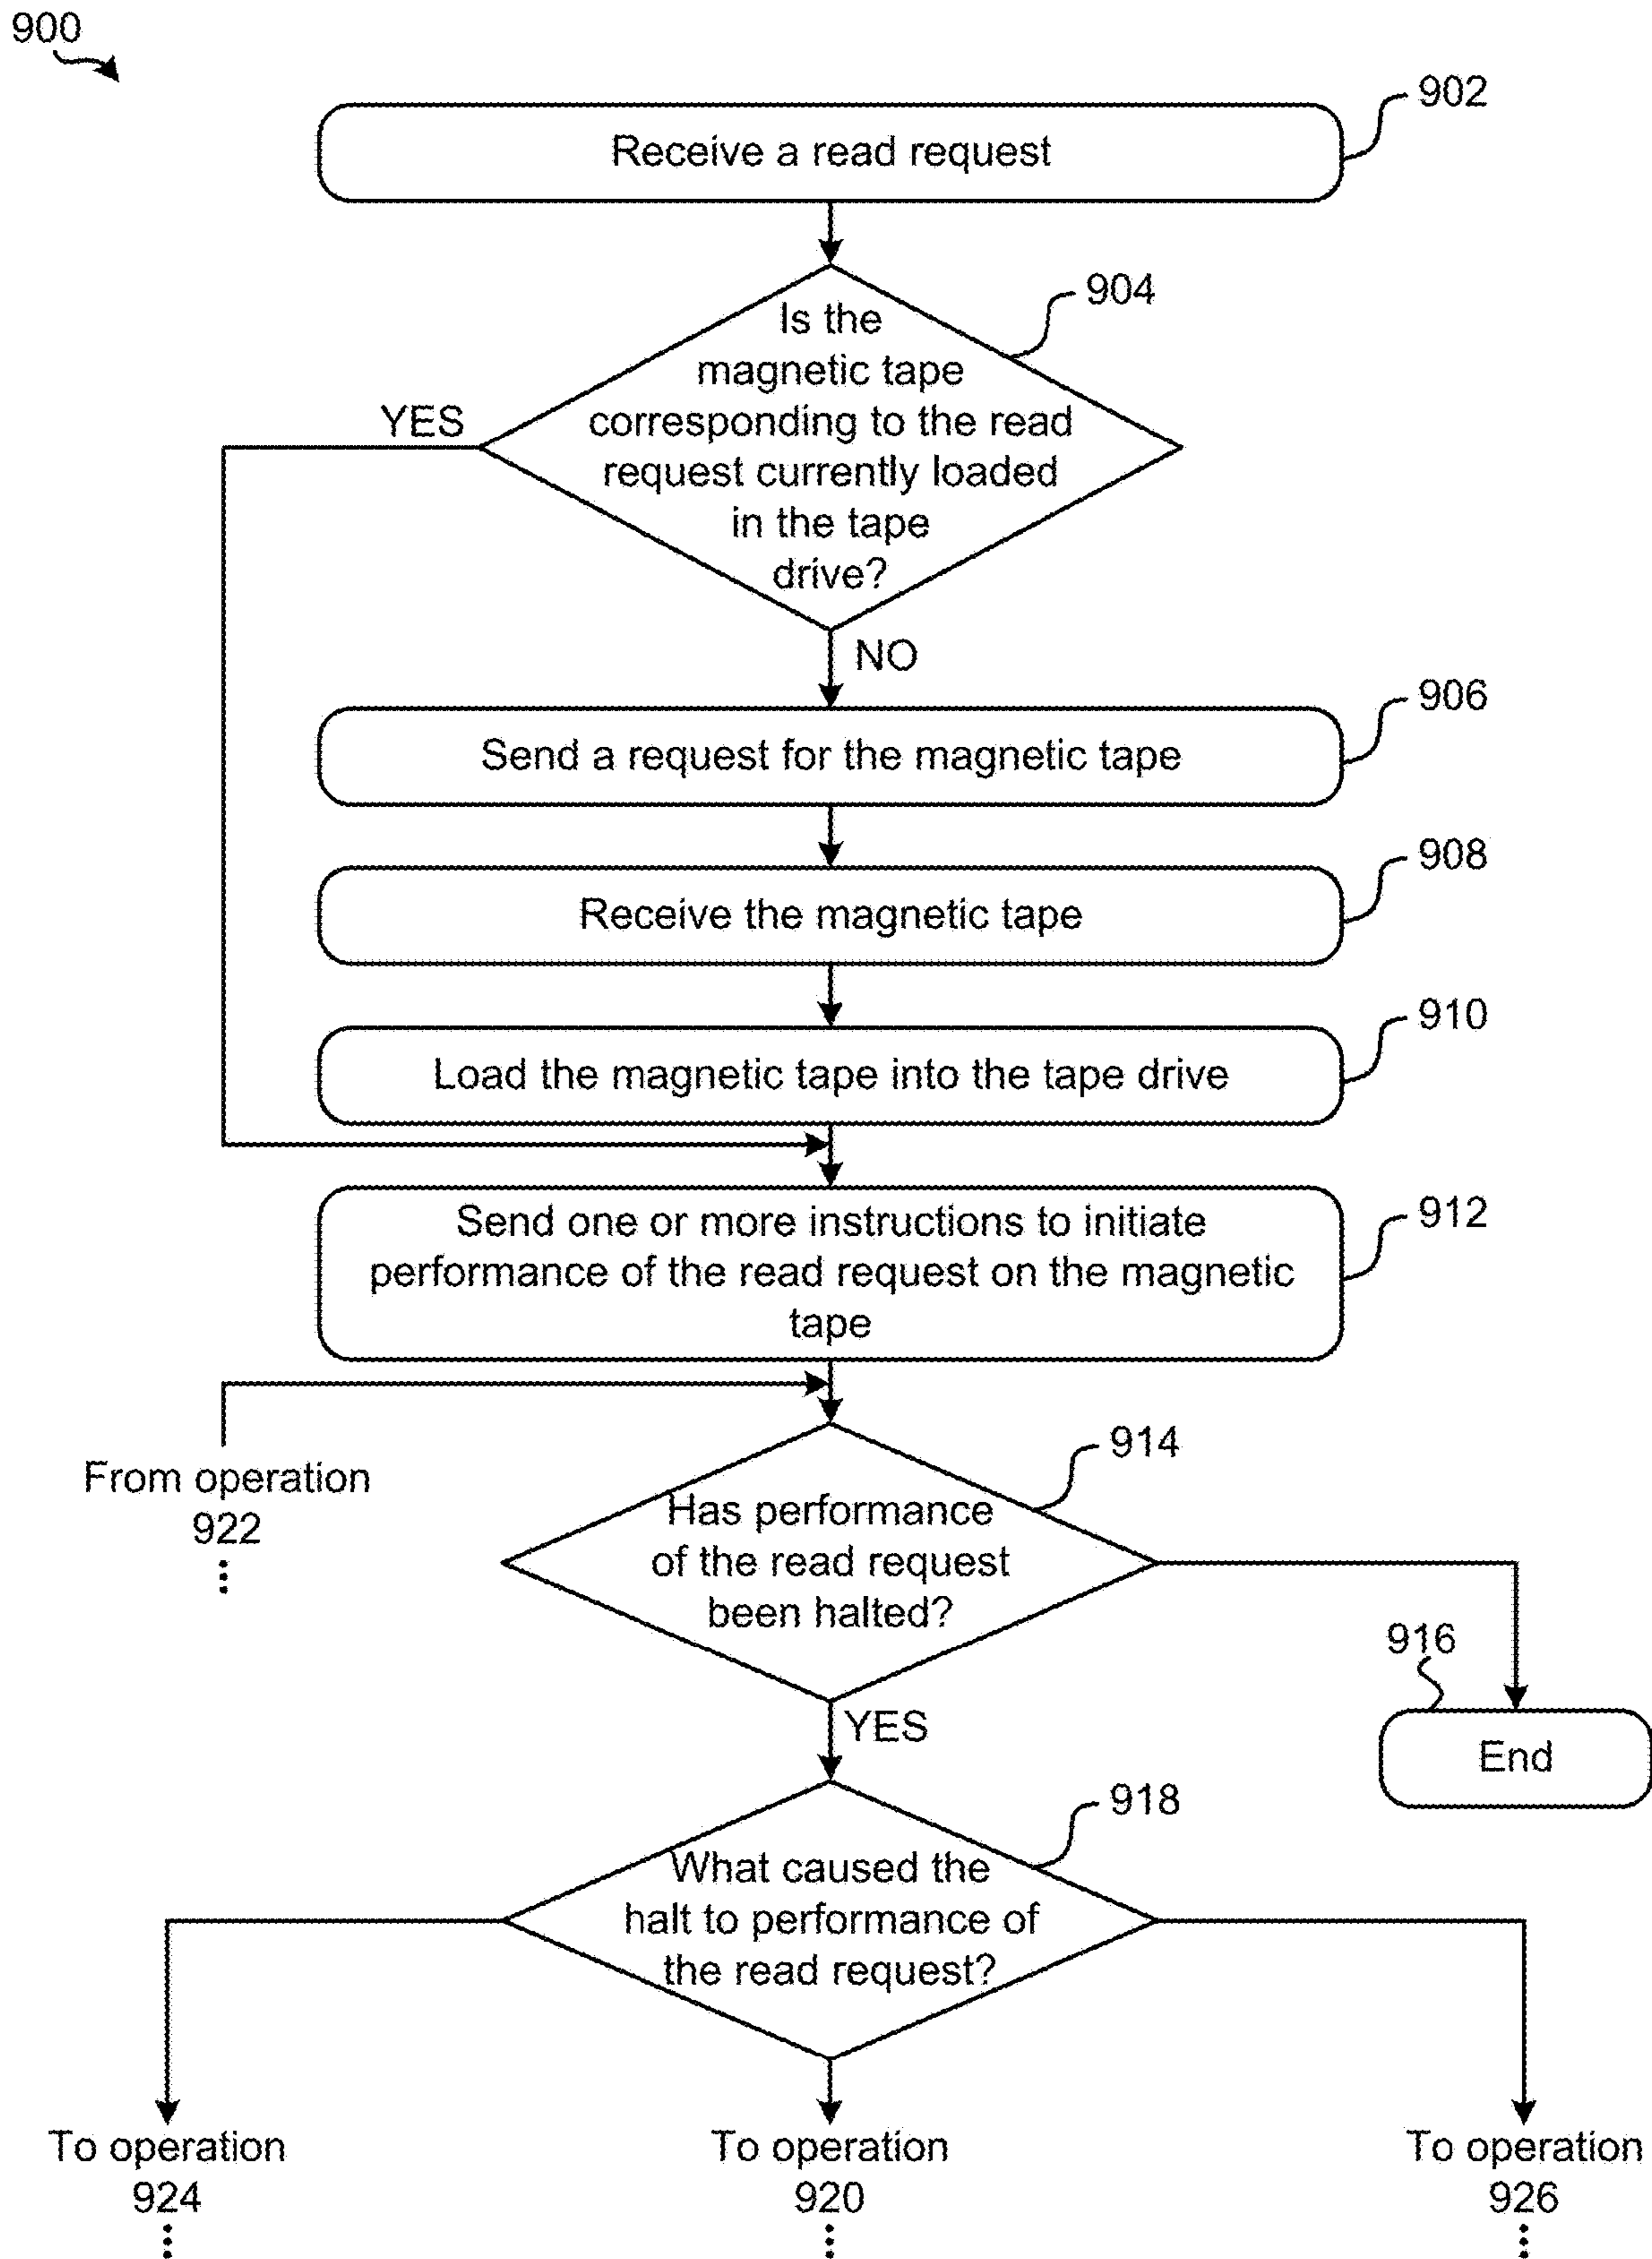 900
902
Receive a read request
904
Is the
magnetic tape
corresponding to the read
request currently loaded
in the tape
drive?
YES
NO
906
Send a request for the magnetic tape
908
Receive the magnetic tape
910
Load the magnetic tape into the tape drive
912
Send one or more instructions to initiate
performance of the read request on the magnetic
tape
From operation
922
914
Has performance
of the read request
been halted?
916
End
YES
918
What caused the
halt to performance of
the read request?
To operation
924
To operation
920
To operation
926